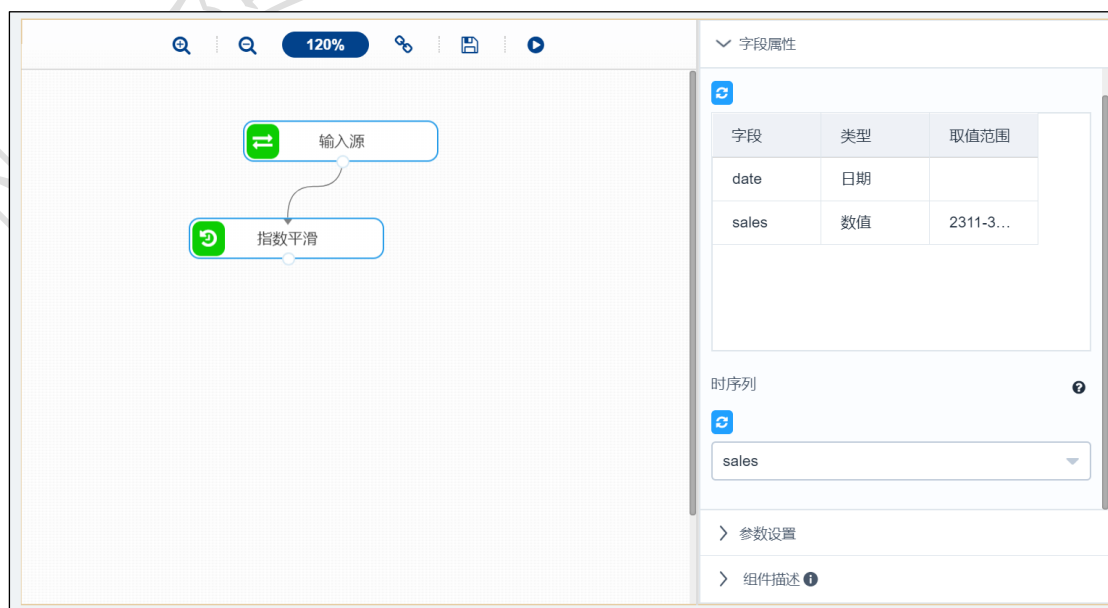 120%
字段属性
输入源
指数平滑
字段 类型 取值范围
date 日期
sales 数值 2311-3...
时序列
sales
参数设置
组件描述